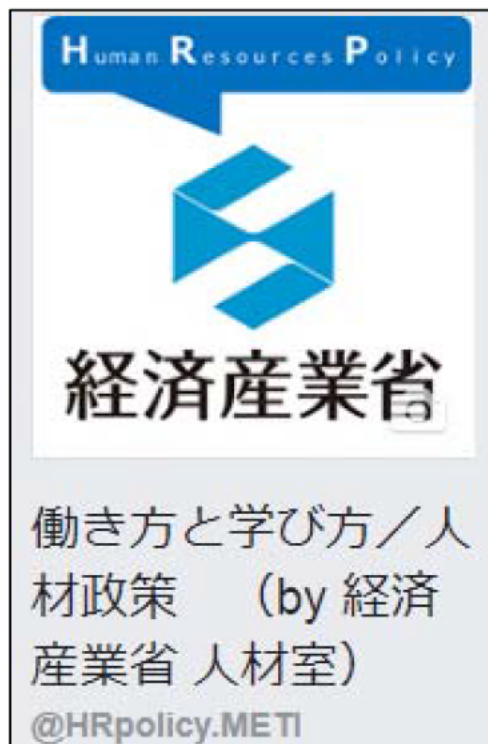 Human Resources Policy
経済産業省
働き方と学び方／人
材政策　（by 経済
産業省 人材室）
@HRpolicy.METI